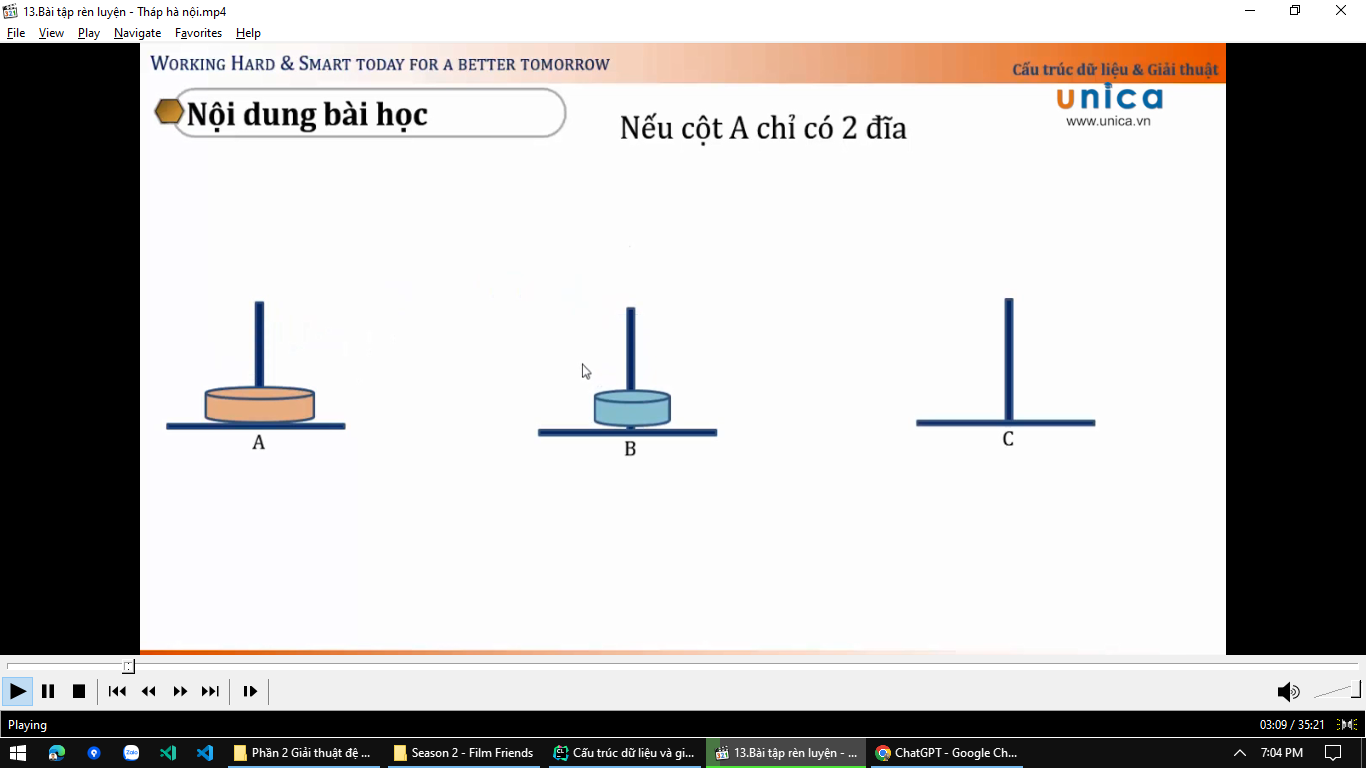 13.Bài tập rèn luyện - Tháp hà nội.mp4
File View Play Navigate Favorites Help
WORKING HARD & SMART TODAY FOR A BETTER TOMORROW
Cấu trúc dữ liệu & Giải thuật
unica
www.unica.vn
Nội dung bài học
Nếu cột A chỉ có 2 đĩa
A
B
C
Playing
03:09 / 35:21
Zalo
Phần 2 Giải thuật đệ ...
Season 2 - Film Friends
Cấu trúc dữ liệu và gi...
13.Bài tập rèn luyện - ...
ChatGPT - Google Ch...
7:04 PM